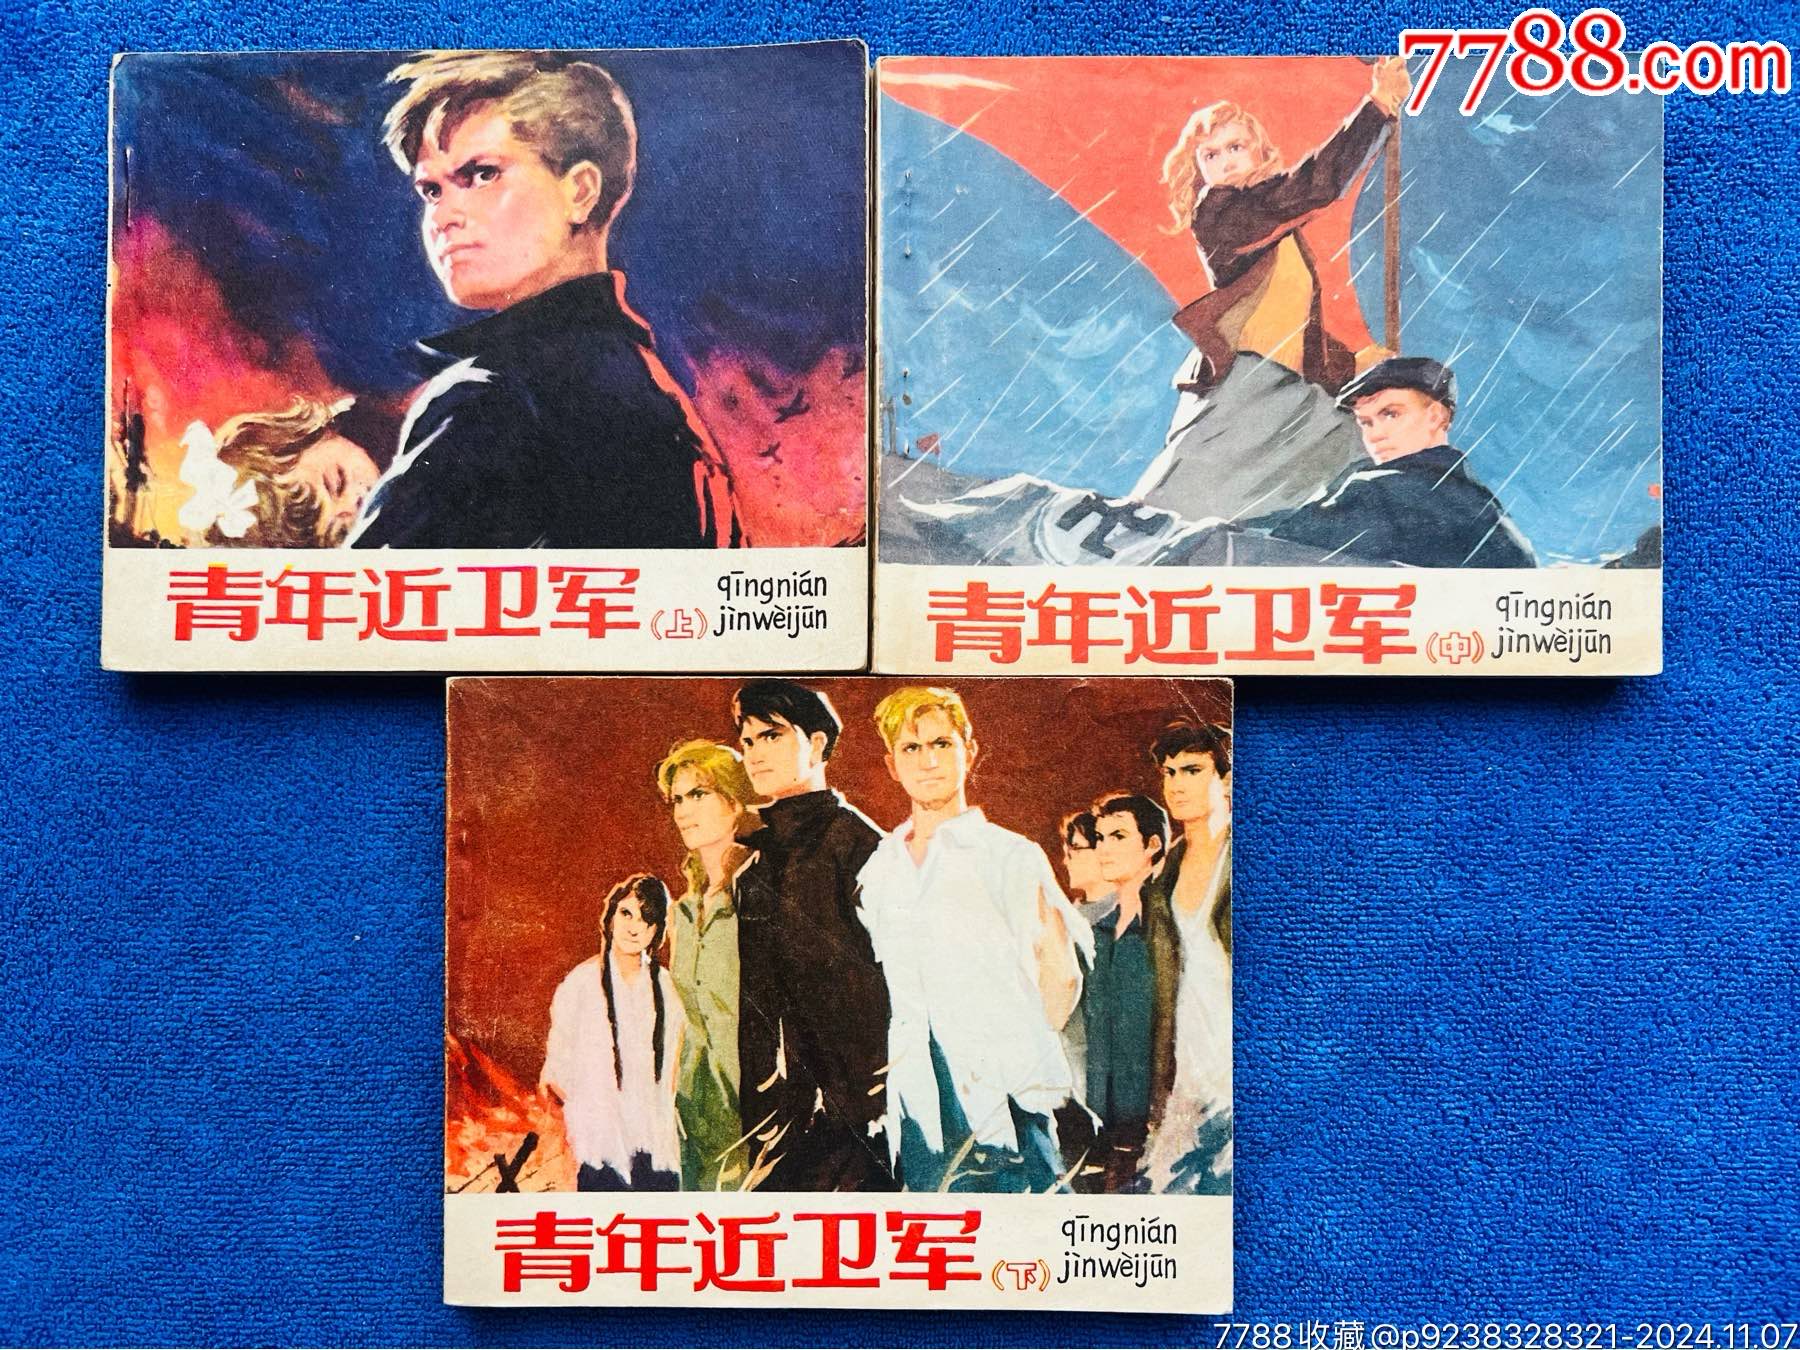 7788.com
青年近卫军(上)
qīngnián
jìnwèijūn
青年近卫军(中)
qīngnián
jìnwèijūn
青年近卫军(下)
qīngnián
jìnwèijūn
7788收藏@p9238328321-2024.11.07